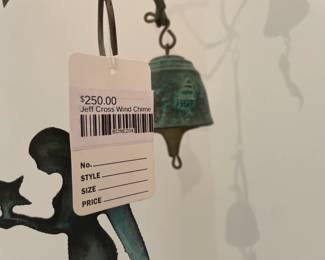 $250.00
Jeff Cross Wind Chime
No.
STYLE
SIZE
PRICE